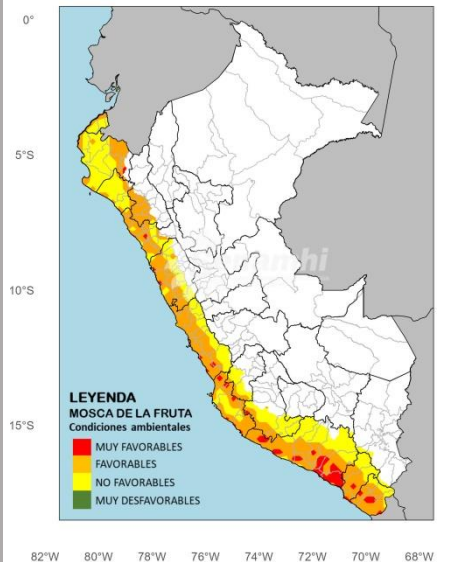 0°
5°S
10°S
15°S
LEYENDA
MOSCA DE LA FRUTA
Condiciones ambientales
MUY FAVORABLES
FAVORABLES
NO FAVORABLES
MUY DESFAVORABLES
82°W 80°W 78°W 76°W 74°W 72°W 70°W 68°W